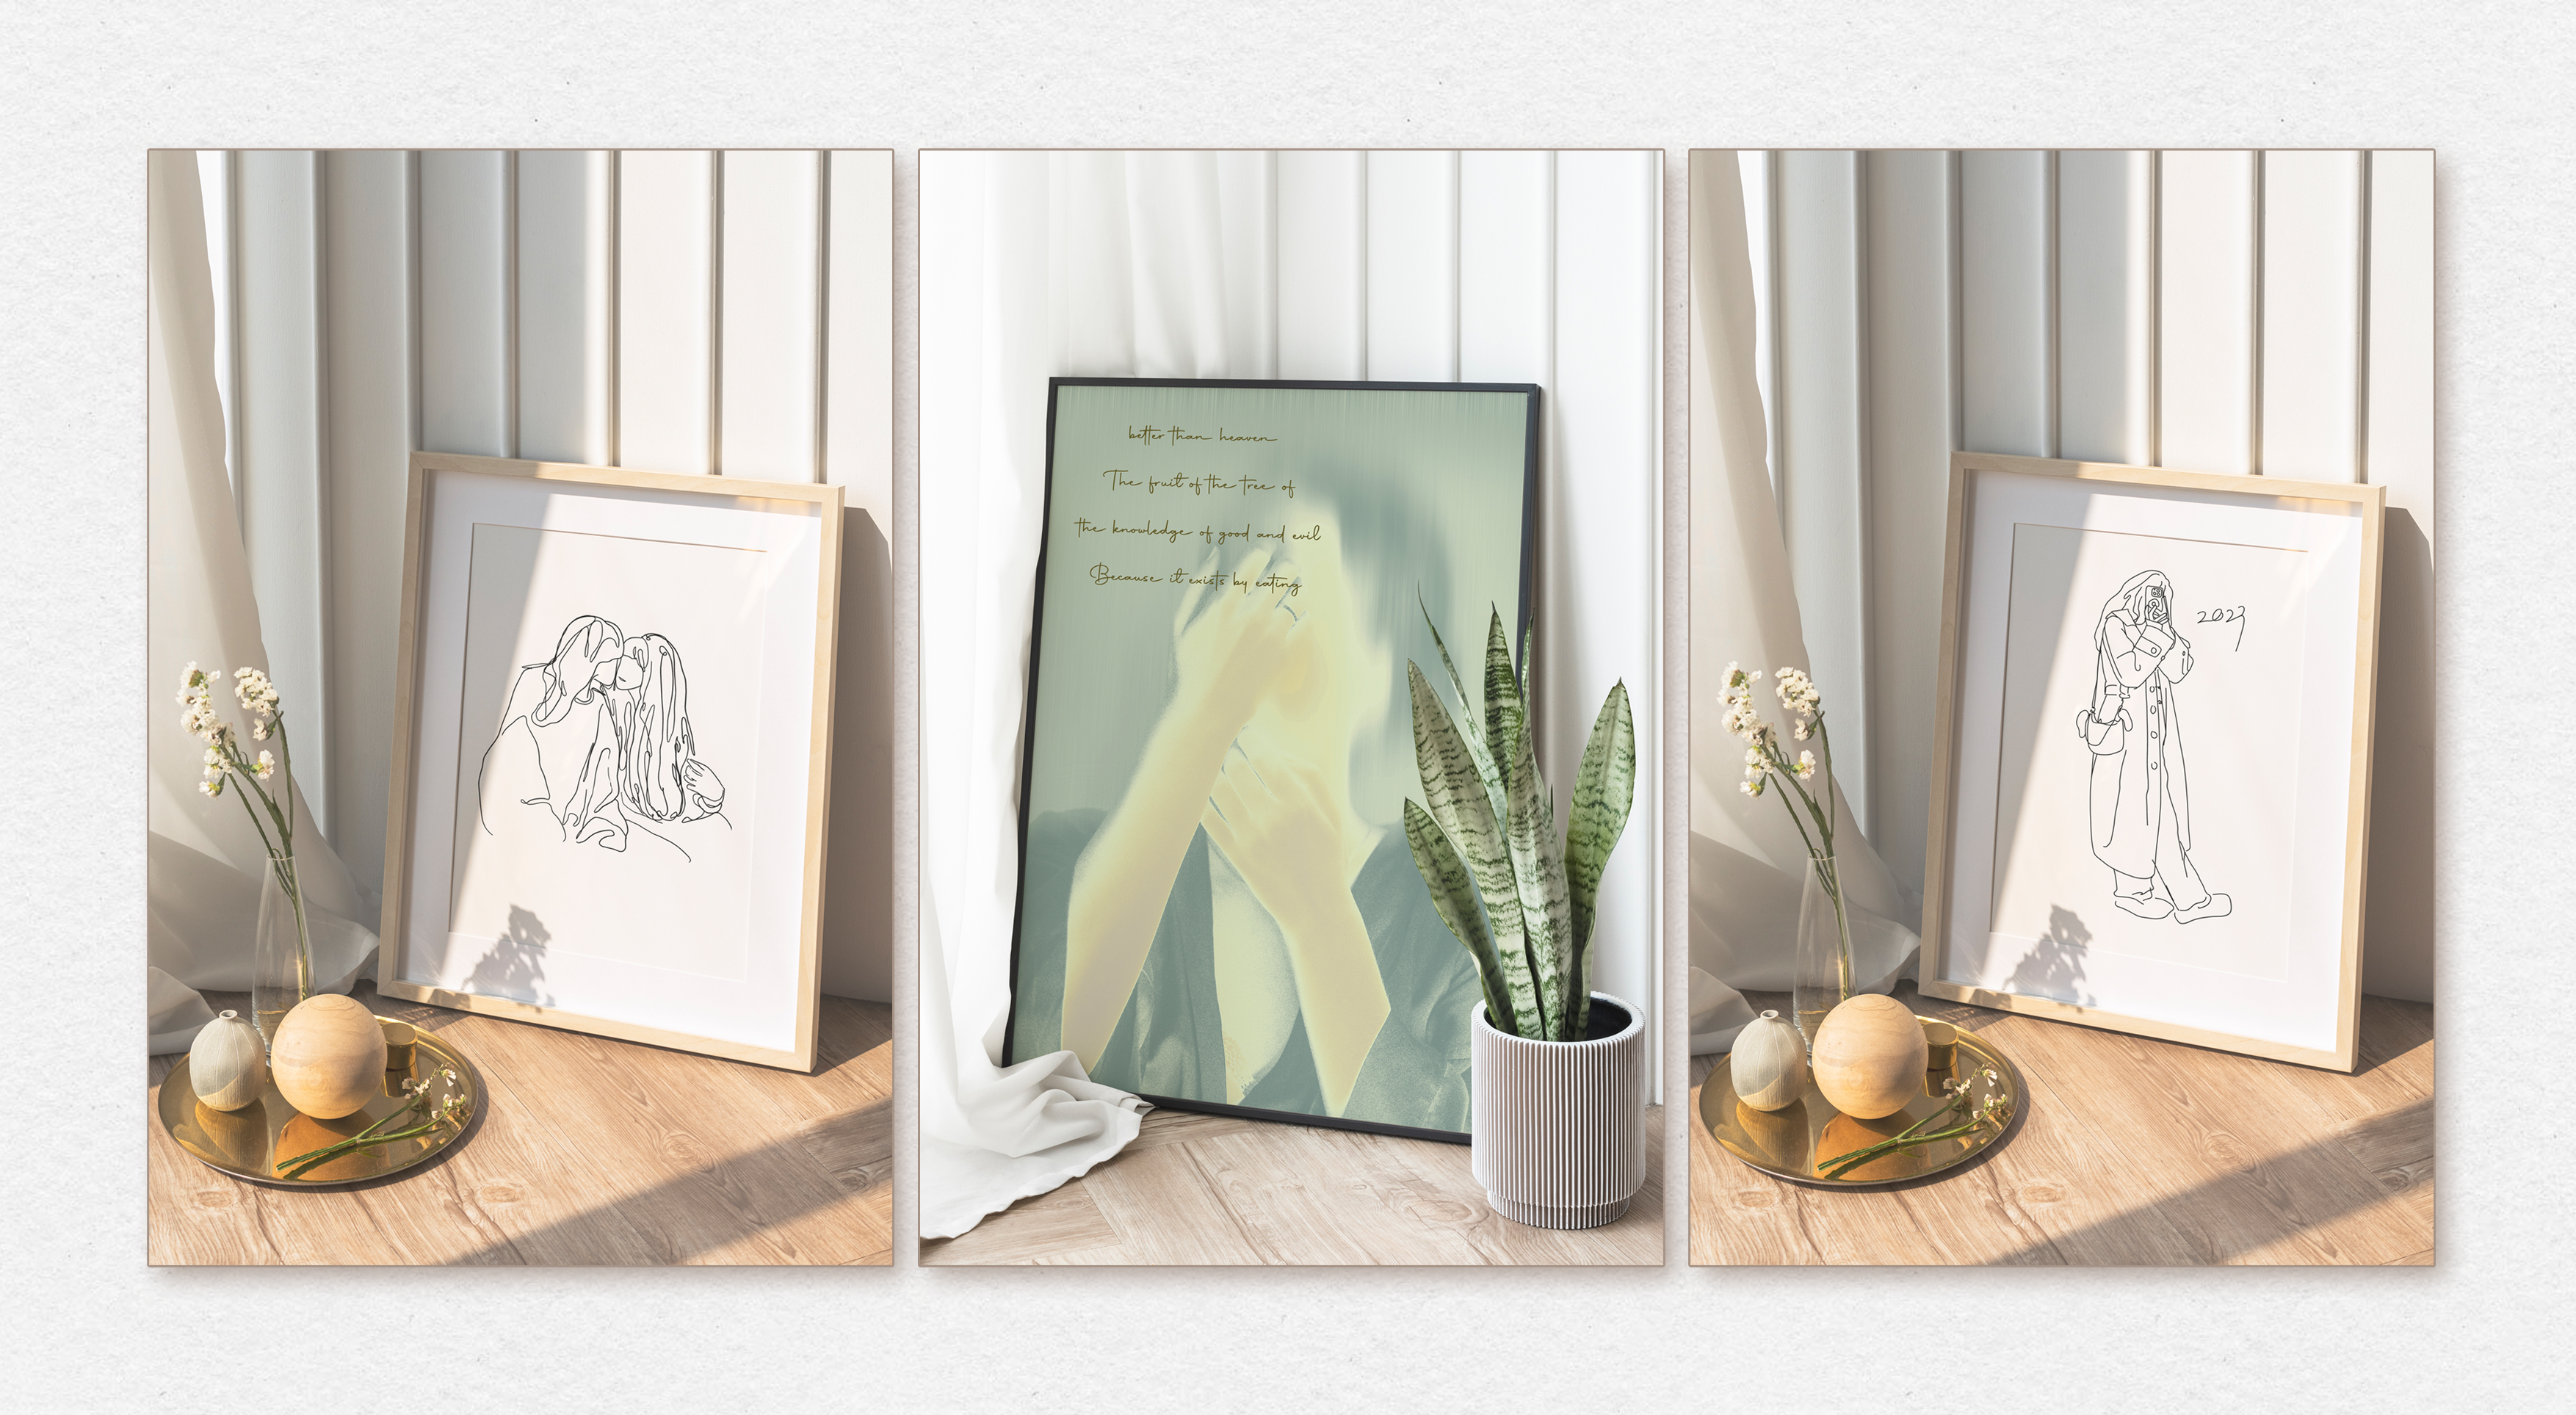 better than heaven
The fruit of the tree of
the knowledge of good and evil
Because it exists by eating
2023